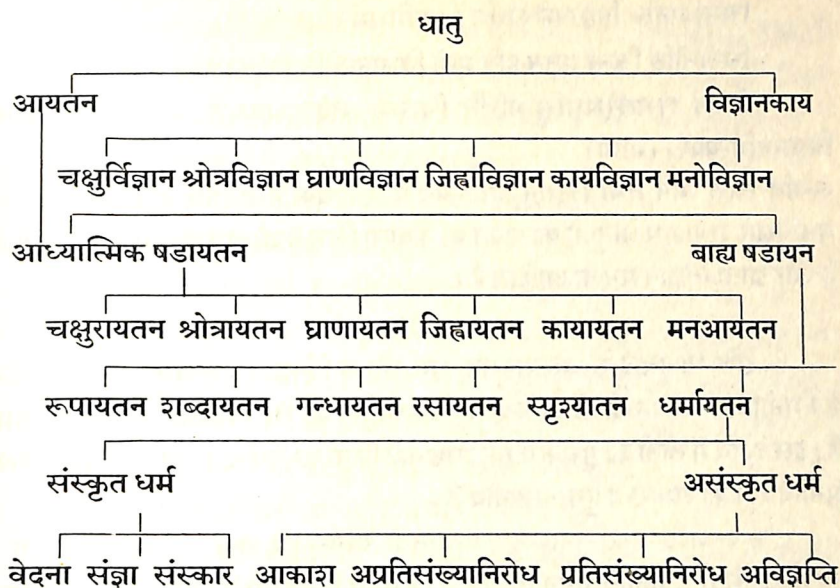 धातु
आयतन विज्ञानकाय
चक्षुर्विज्ञान श्रोत्रविज्ञान घ्राणविज्ञान जिह्वाविज्ञान कायविज्ञान मनोविज्ञान
आध्यात्मिक षडायतन बाह्य षडायन
चक्षुरायतन श्रोत्रायतन घ्राणायतन जिह्वायतन कायायतन मनआयतन
रूपायतन शब्दायतन गन्धायतन रसायतन स्पृश्यातन धर्मायतन
संस्कृत धर्म असंस्कृत धर्म
वेदना संज्ञा संस्कार आकाश अप्रतिसंख्यानिरोध प्रतिसंख्यानिरोध अविज्ञप्ति